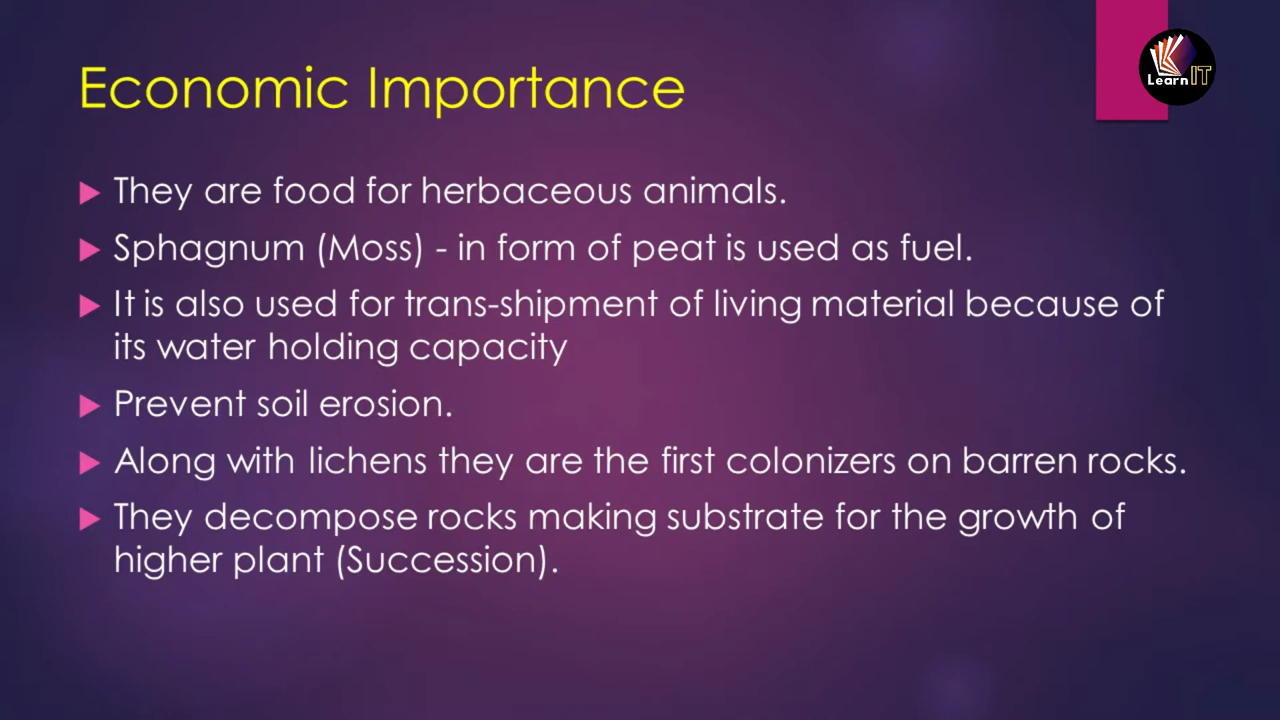 Economic Importance
Learn IT
They are food for herbaceous animals.
Sphagnum (Moss) - in form of peat is used as fuel.
It is also used for trans-shipment of living material because of
its water holding capacity
Prevent soil erosion.
Along with lichens they are the first colonizers on barren rocks.
They decompose rocks making substrate for the growth of
higher plant (Succession).